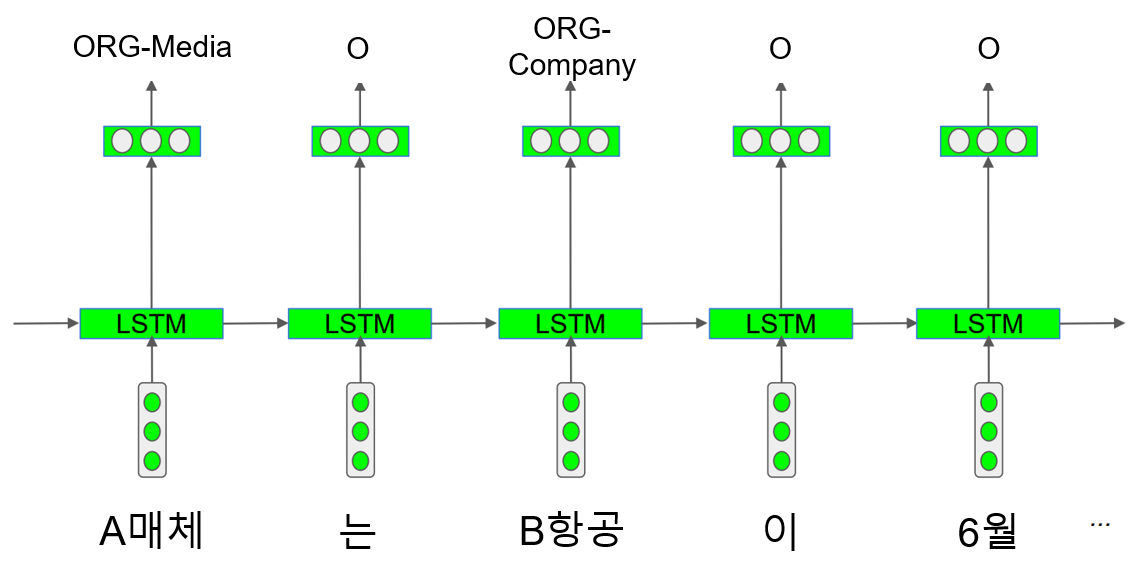 ORG-Media
O
ORG-
Company
O
O
LSTM
LSTM
LSTM
LSTM
LSTM
A매체
는
B항공
이
6월
...